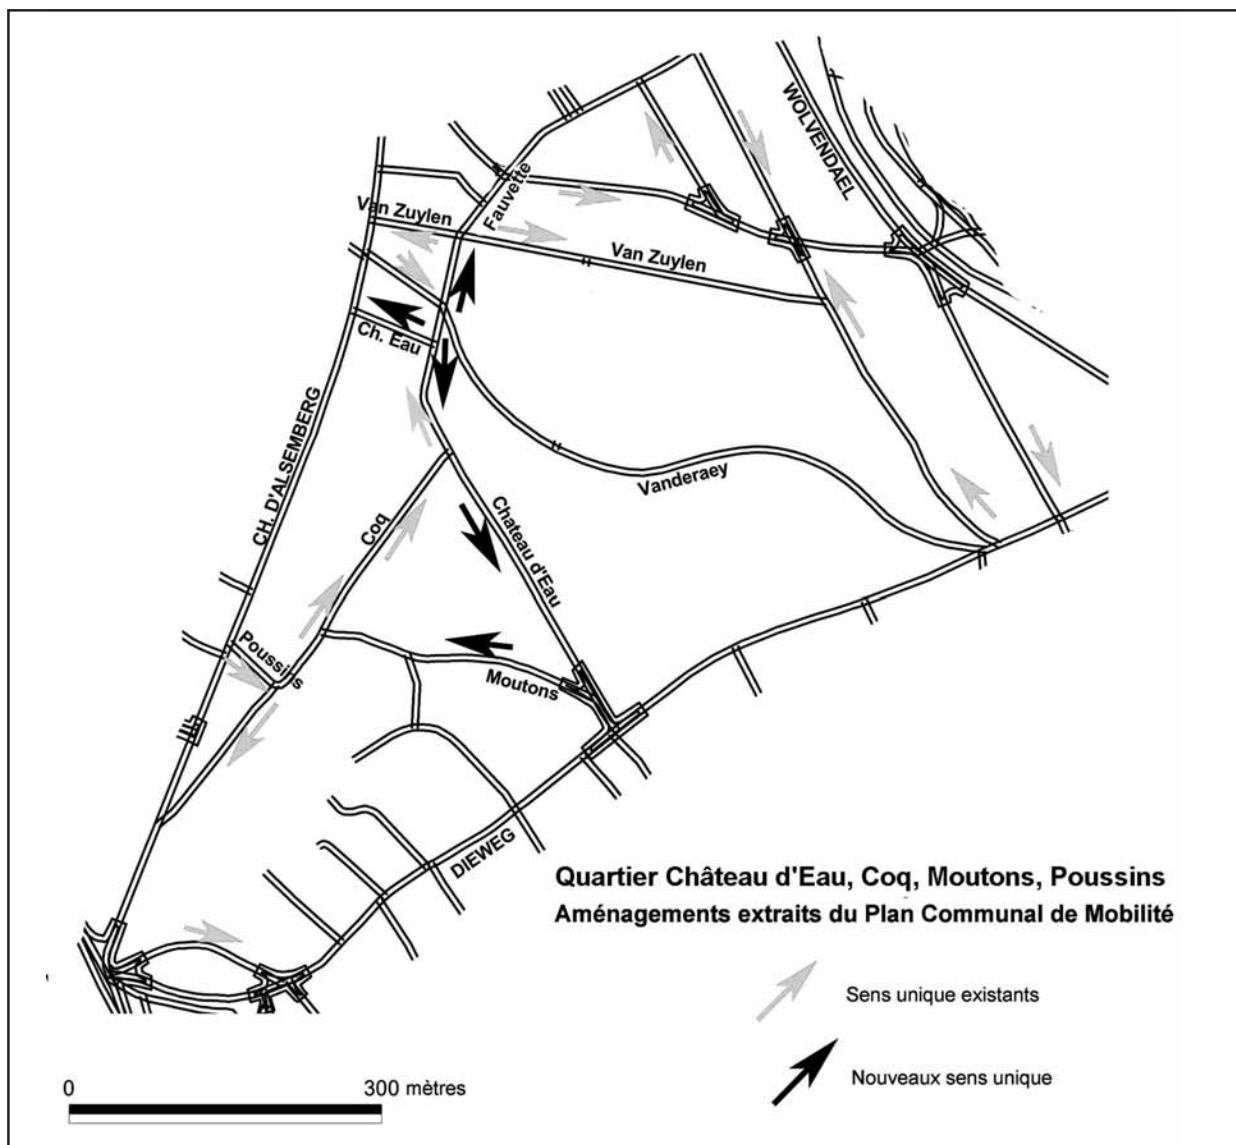 WOLVENDAEL
Fauvette
Van Zuylen
Van Zuylen
Ch. Eau
CH. D'ALSEMBERG
Vanderaey
Coq
Chateau d'Eau
Poussins
Moutons
DIEWEG
Quartier Château d'Eau, Coq, Moutons, Poussins
Aménagements extraits du Plan Communal de Mobilité
Sens unique existants
Nouveaux sens unique
0 300 mètres